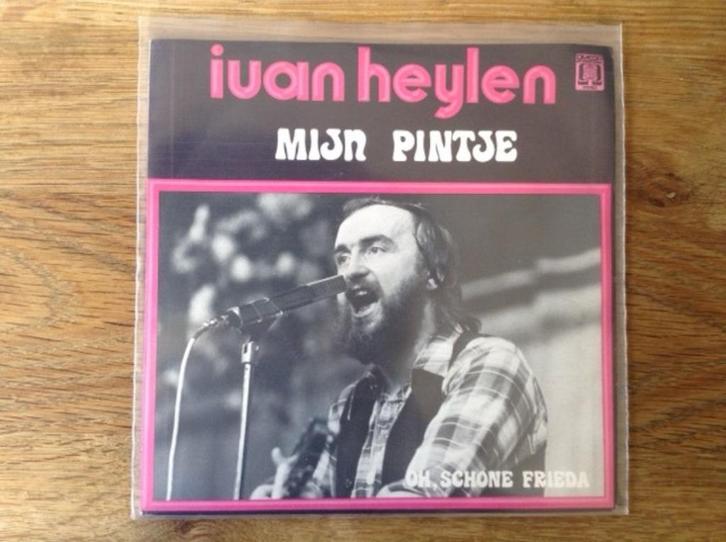 ivan heylen
MIJN PINTJE
OH, SCHONE FRIEDA